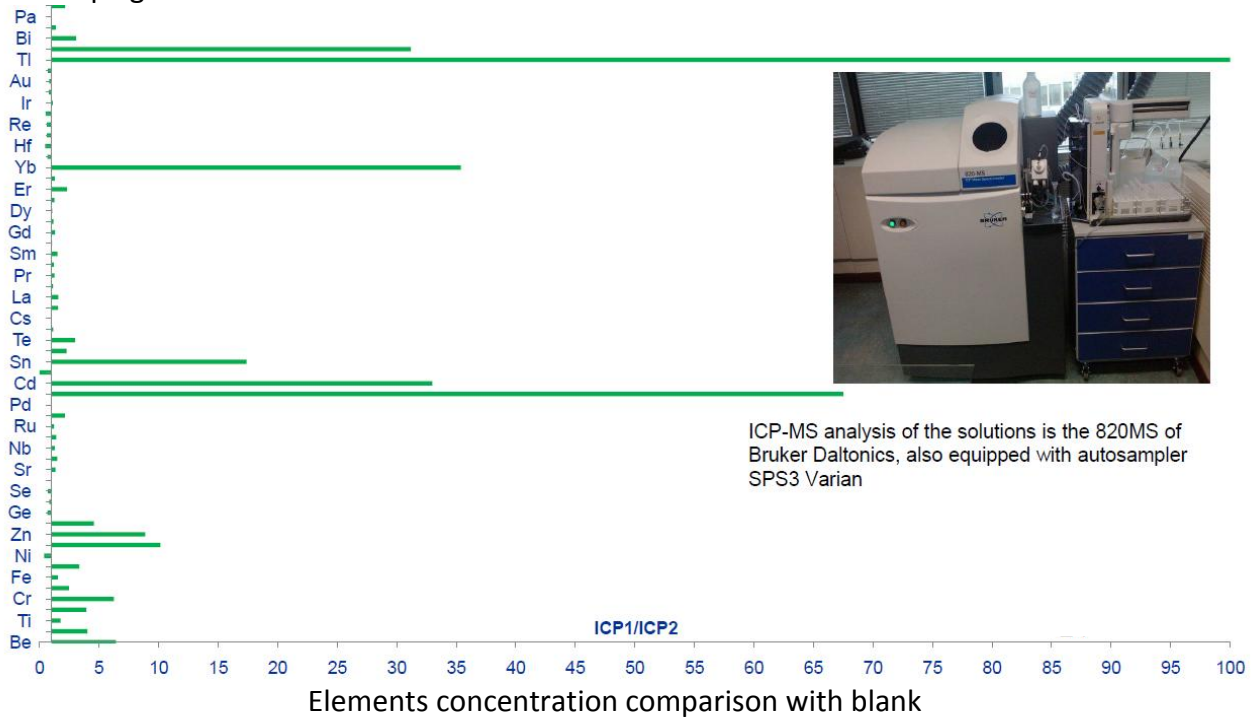 Pa
Bi
Tl
Au
Ir
Re
Hf
Yb
Er
Dy
Gd
Sm
Pr
La
Cs
Te
Sn
Cd
Pd
Ru
Nb
Sr
Se
Ge
Zn
Ni
Fe
Cr
Ti
Be
820-MS
BRUKER
ICP-MS analysis of the solutions is the 820MS of
Bruker Daltonics, also equipped with autosampler
SPS3 Varian
ICP1/ICP2
0 5 10 15 20 25 30 35 40 45 50 55 60 65 70 75 80 85 90 95 100
Elements concentration comparison with blank